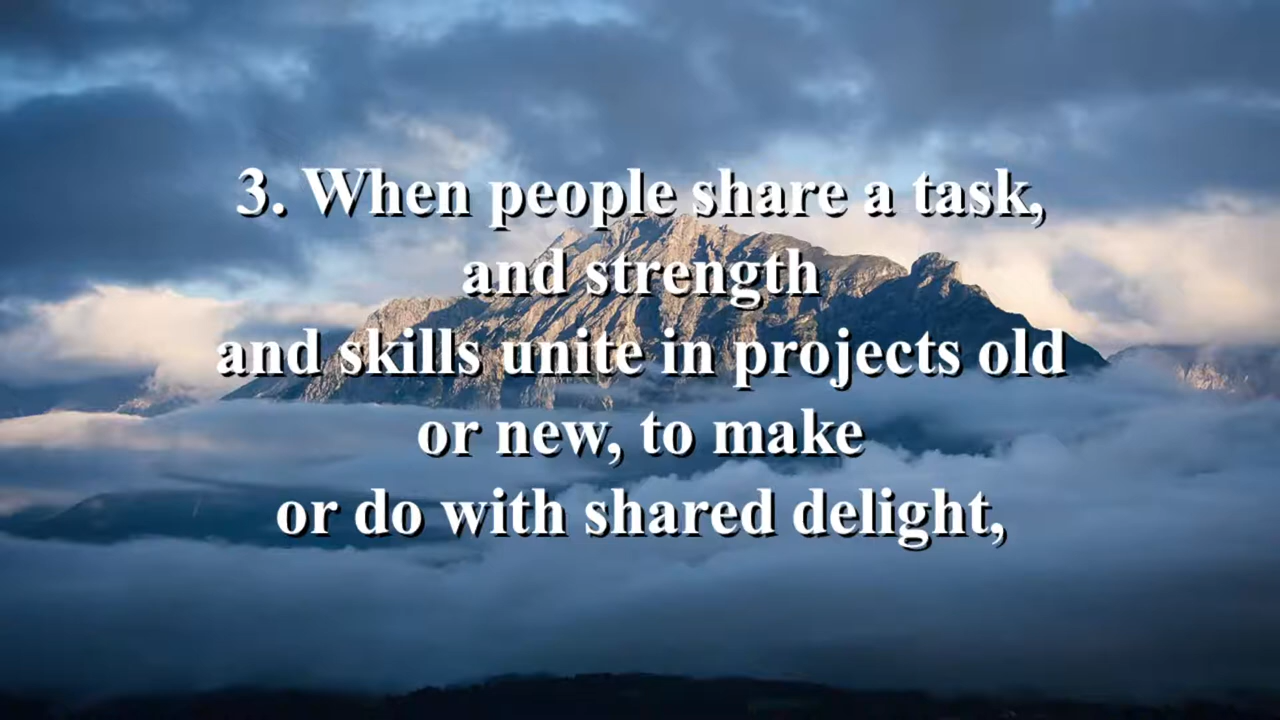 3. When people share a task,
and strength
and skills unite in projects old
or new, to make
or do with shared delight,